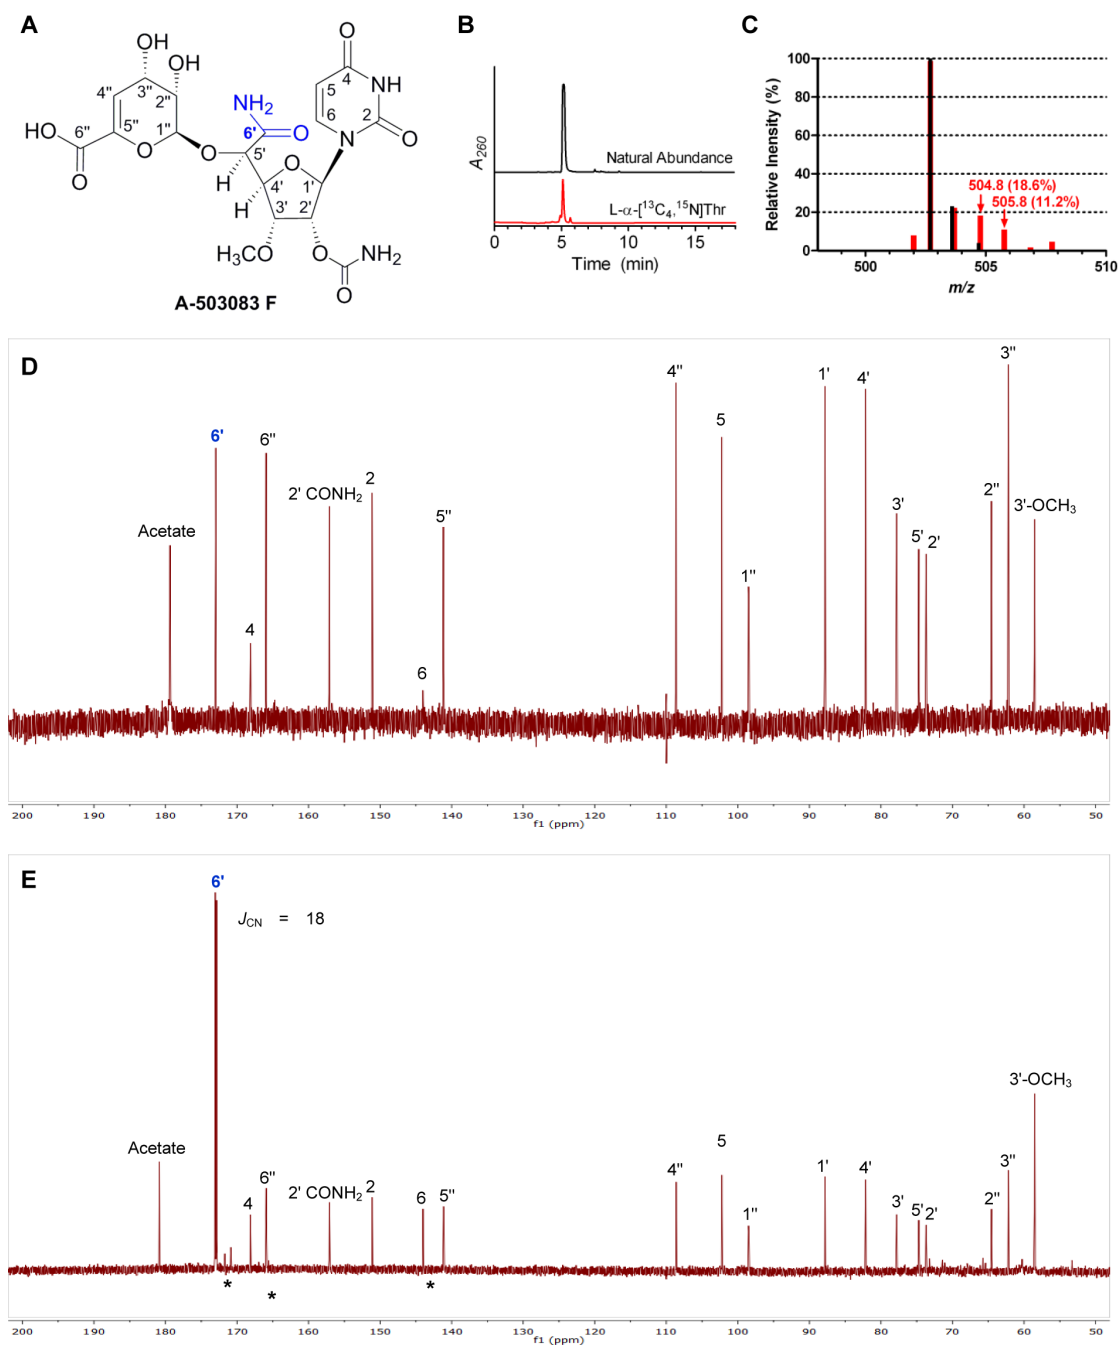 A
OH
OH
4''
3''
2''
NH2
6'
O
HO
6''
5''
1''
O
O
O
5'
H
4'
O
1'
H
3'
2'
H3CO
O
NH2
O
O
4
5
NH
6
2
N
O
A-503083 F
B
A260
Natural Abundance
L-α-[13C4,15N]Thr
0
5
10
15
Time (min)
C
Relative Inensity (%)
100
80
60
40
20
0
504.8 (18.6%)
505.8 (11.2%)
500
505
510
m/z
D
Acetate
6'
4
6''
2' CONH2
2
6
5''
4''
5
1''
1'
4'
3'
5'
2'
2''
3''
3'-OCH3
200
190
180
170
160
150
140
130
120
110
100
90
80
70
60
50
f1 (ppm)
E
6'
JCN = 18
Acetate
4
6''
2' CONH2
2
6
5''
4''
5
1''
1'
4'
3'
5'
2'
2''
3''
3'-OCH3
*
*
*
200
190
180
170
160
150
140
130
120
110
100
90
80
70
60
50
f1 (ppm)